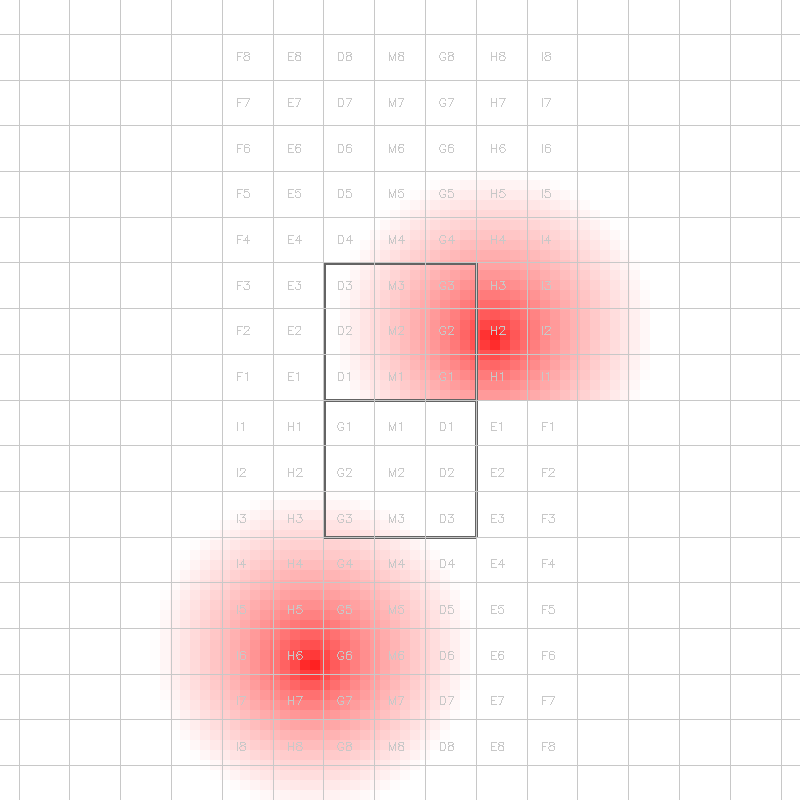 F8 E8 D8 M8 G8 H8 I8
F7 E7 D7 M7 G7 H7 I7
F6 E6 D6 M6 G6 H6 I6
F5 E5 D5 M5 G5 H5 I5
F4 E4 D4 M4 G4 H4 I4
F3 E3 D3 M3 G3 H3 I3
F2 E2 D2 M2 G2 H2 I2
F1 E1 D1 M1 G1 H1 I1
I1 H1 G1 M1 D1 E1 F1
I2 H2 G2 M2 D2 E2 F2
I3 H3 G3 M3 D3 E3 F3
I4 H4 G4 M4 D4 E4 F4
H5 G5 M5 D5 E5 F5
H6 G6 M6 D6 E6 F6
H7 G7 M7 D7 E7 F7
I8 H8 G8 M8 D8 E8 F8